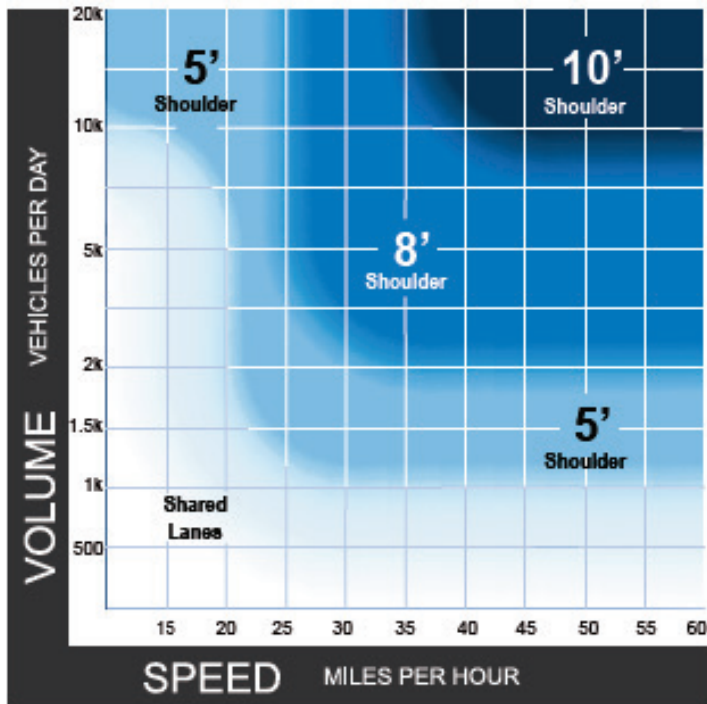 20k
10k
5k
2k
1.5k
1k
500
VOLUME VEHICLES PER DAY
5’
Shoulder
10’
Shoulder
8’
Shoulder
5’
Shoulder
Shared
Lanes
15 20 25 30 35 40 45 50 55 60
SPEED MILES PER HOUR